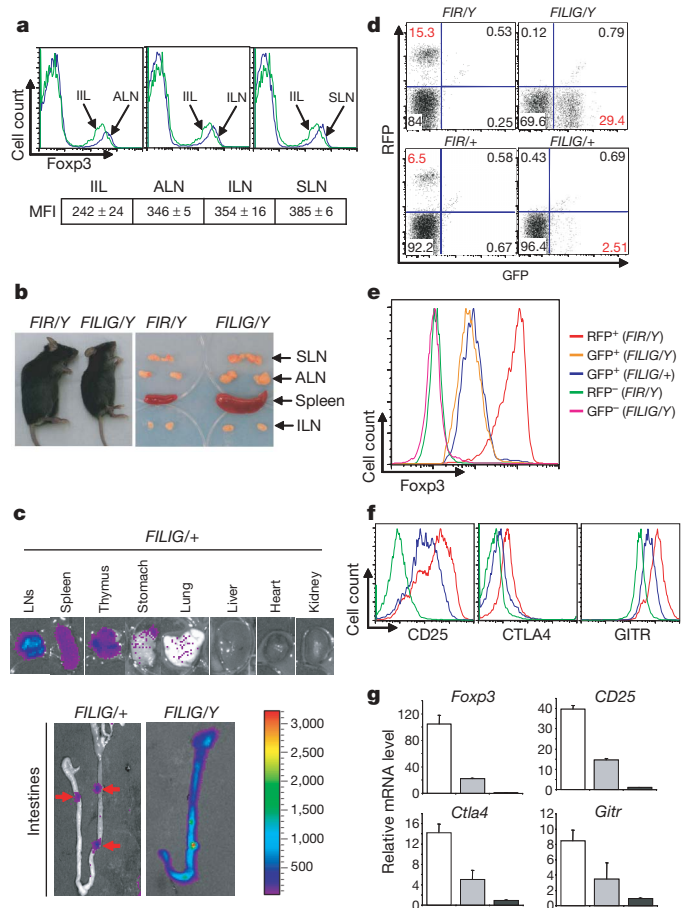 a
Cell count
IIL
ALN
IIL
ILN
IIL
SLN
Foxp3
IIL ALN ILN SLN
MFI 242 ± 24 346 ± 5 354 ± 16 385 ± 6
b
FIR/Y FILIG/Y FIR/Y FILIG/Y
SLN
ALN
Spleen
ILN
c
FILIG/+
LNs
Spleen
Thymus
Stomach
Lung
Liver
Heart
Kidney
FILIG/+ FILIG/Y
Intestines
3,000
2,500
2,000
1,500
1,000
500
d
FIR/Y FILIG/Y
15.3 0.53 0.12 0.79
84 0.25 69.6 29.4
FIR/+ FILIG/+
6.5 0.58 0.43 0.69
92.2 0.67 96.4 2.51
RFP
GFP
e
Cell count
Foxp3
RFP⁺ (FIR/Y)
GFP⁺ (FILIG/Y)
GFP⁺ (FILIG/+)
RFP⁻ (FIR/Y)
GFP⁻ (FILIG/Y)
f
Cell count
CD25 CTLA4 GITR
g
Relative mRNA level
Foxp3
120
80
40
0
CD25
40
20
0
Ctla4
16
12
8
4
0
Gitr
12
10
8
6
4
2
0